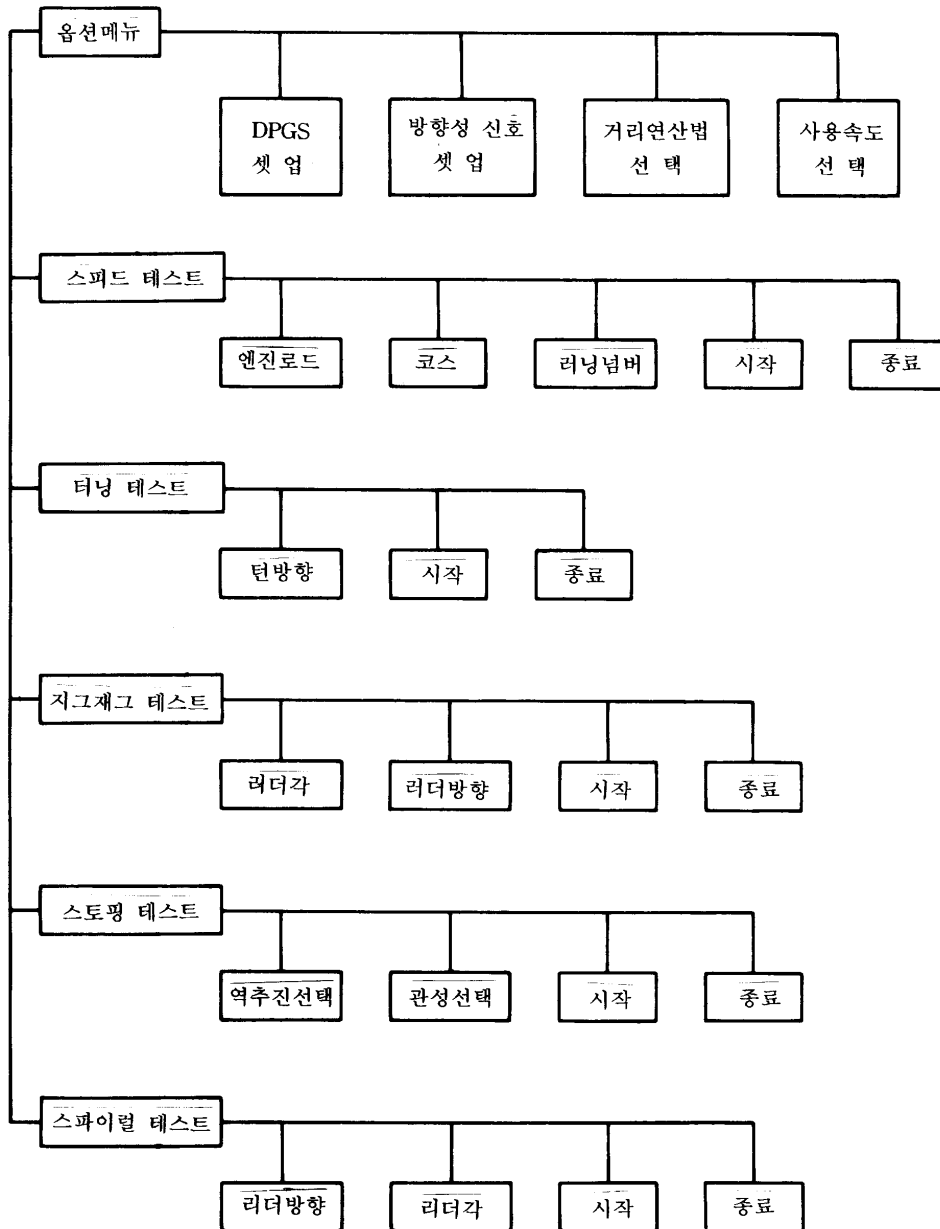 옵션메뉴
DPGS
셋 업
방향성 신호
셋 업
거리연산법
선 택
사용속도
선 택
스피드 테스트
엔진로드
코스
러닝넘버
시작
종료
터닝 테스트
턴방향
시작
종료
지그재그 테스트
러더각
러더방향
시작
종료
스토핑 테스트
역추진선택
관성선택
시작
종료
스파이럴 테스트
리더방향
리더각
시작
종료